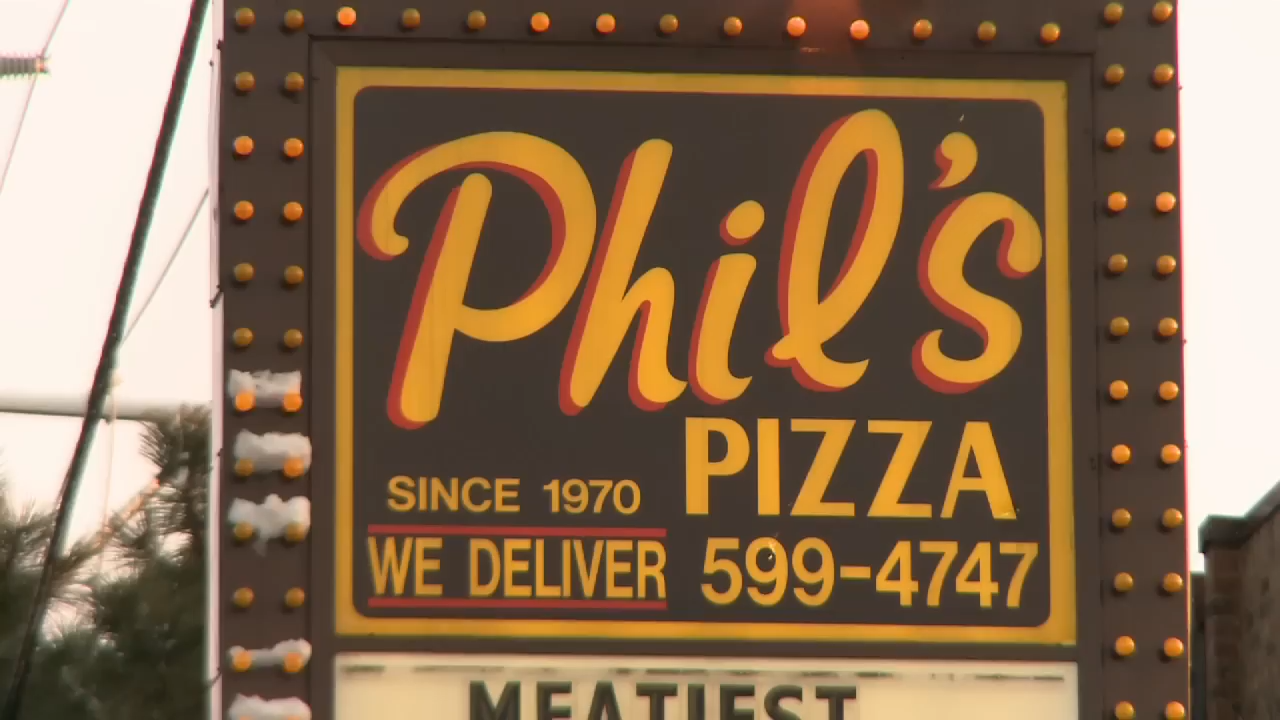 Phil's
PIZZA
SINCE 1970
WE DELIVER 599-4747
MEATIEST